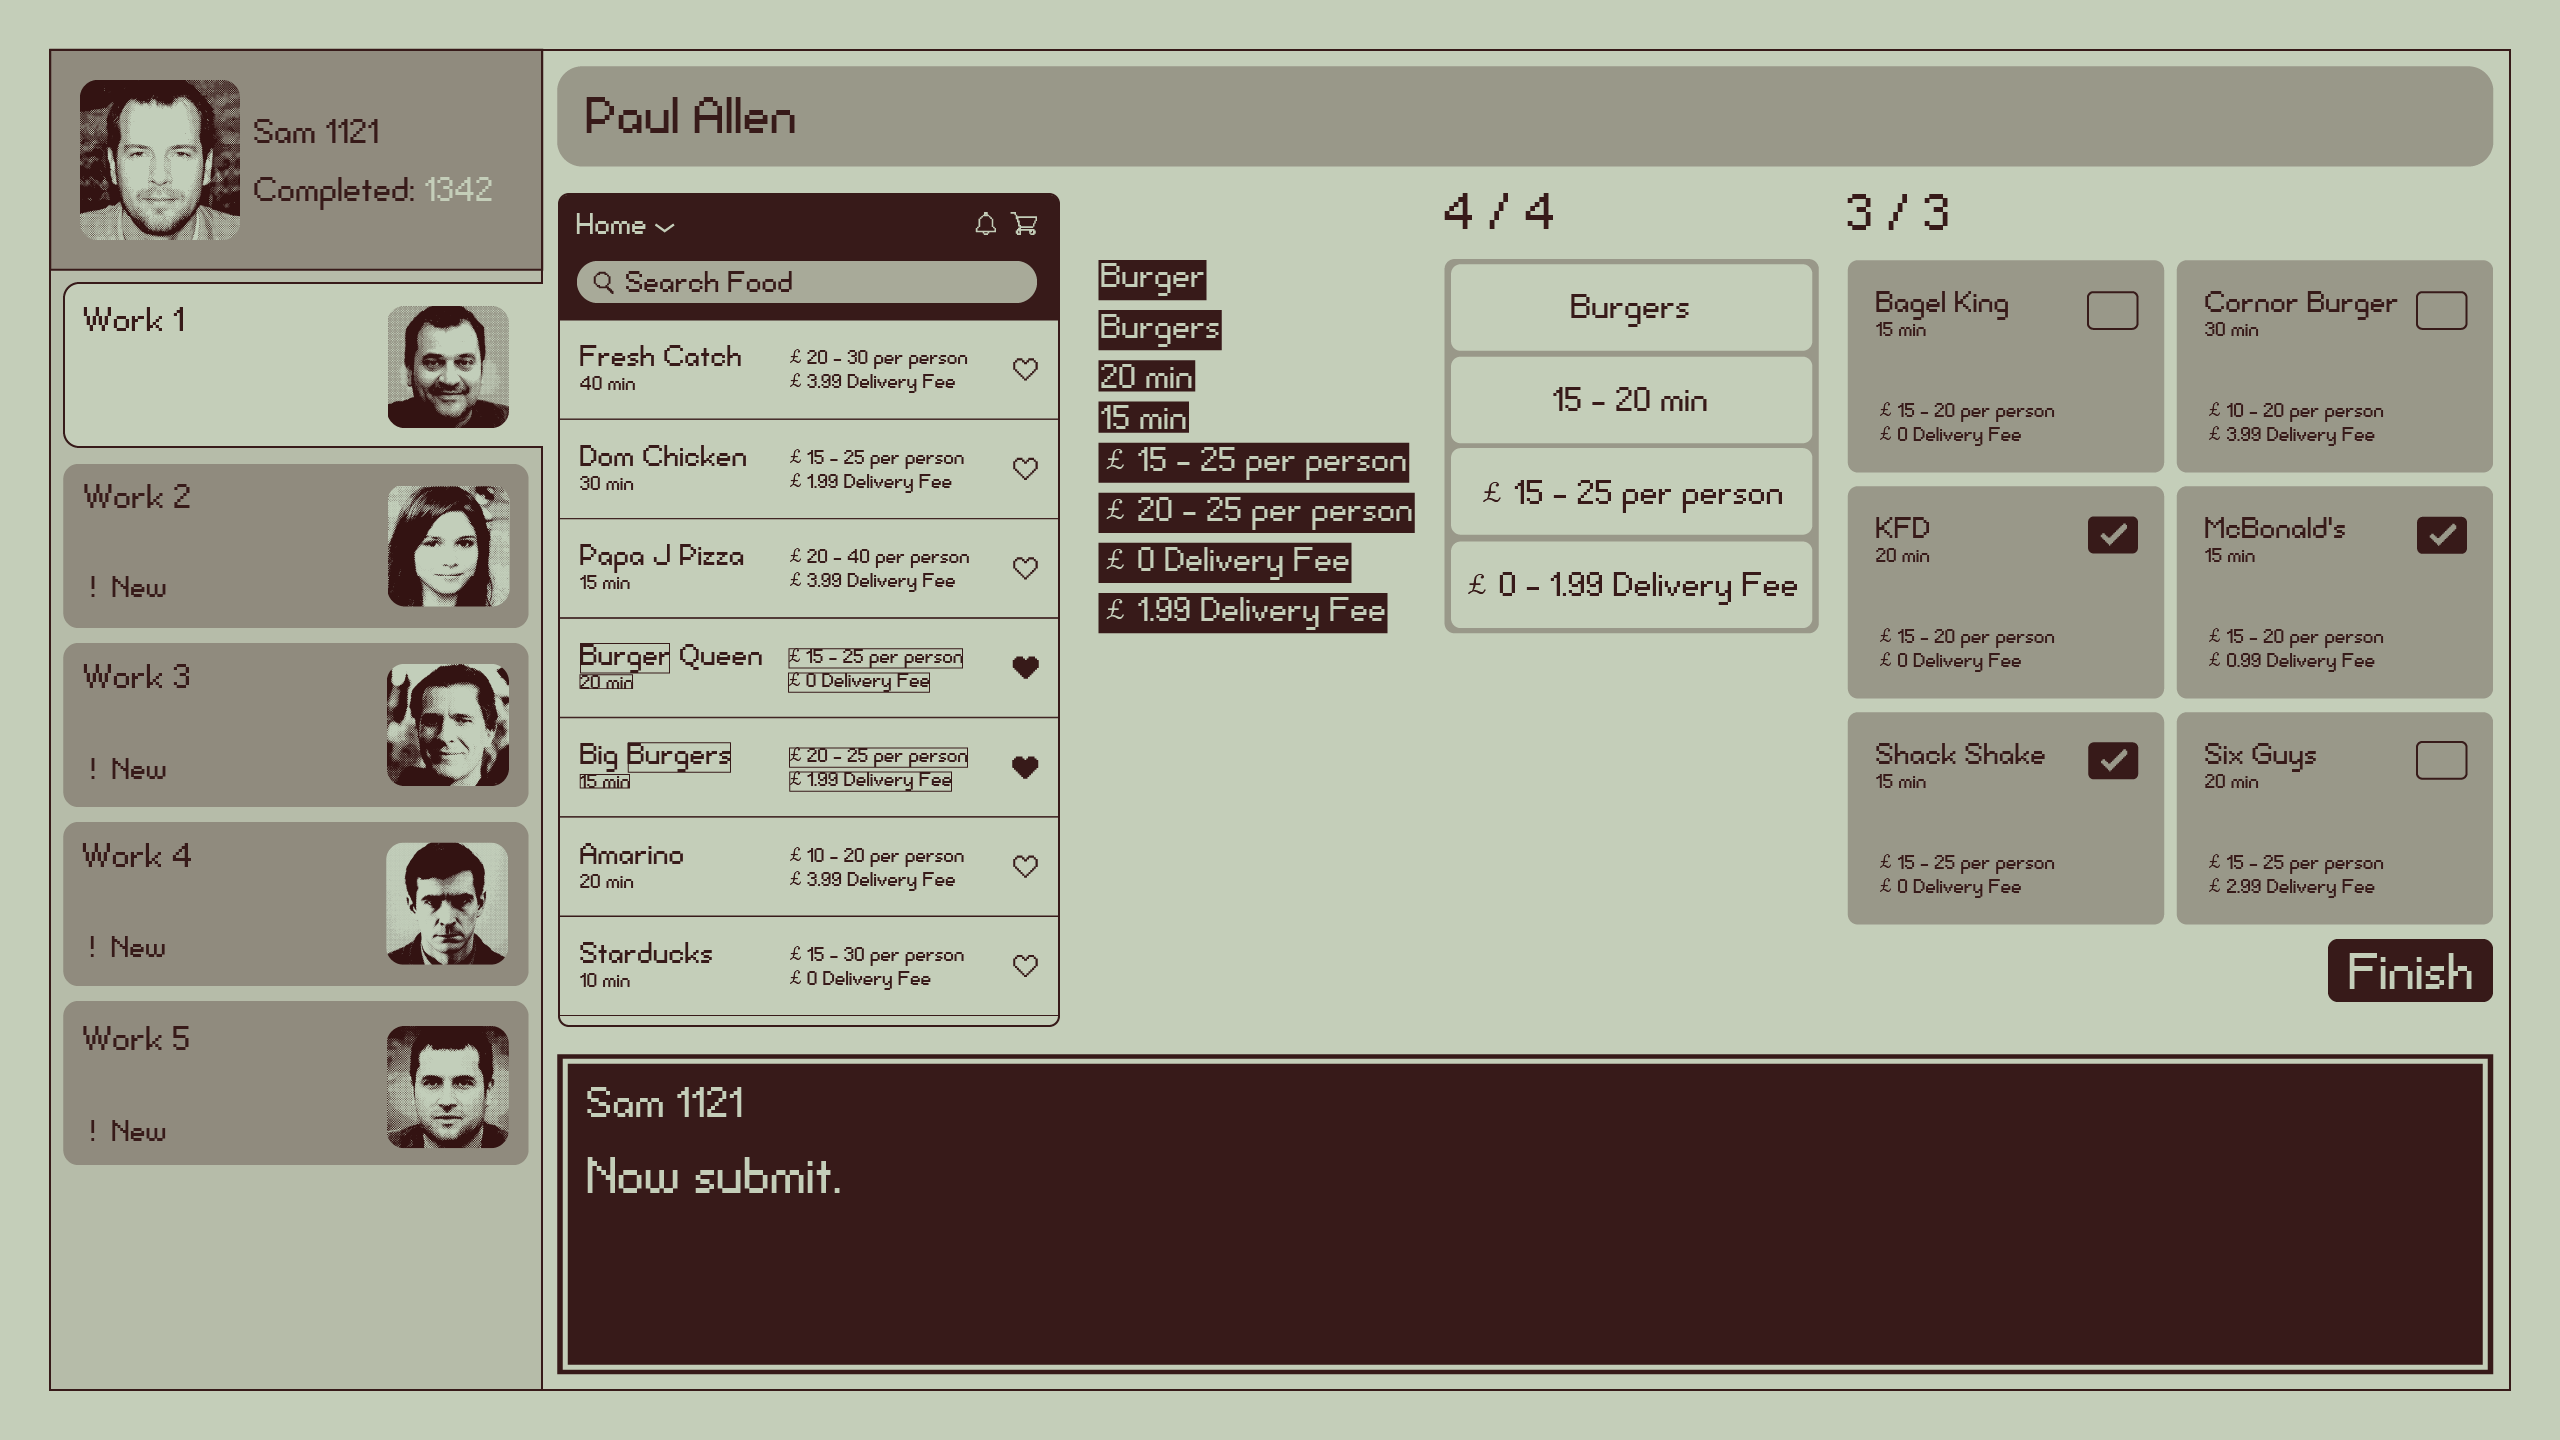 Sam 1121
Completed: 1342
Work 1
Work 2
! New
Work 3
! New
Work 4
! New
Work 5
! New
Paul Allen
Home
Search Food
Fresh Catch
40 min
£ 20 - 30 per person
£ 3.99 Delivery Fee
Dom Chicken
30 min
£ 15 - 25 per person
£ 1.99 Delivery Fee
Papa J Pizza
15 min
£ 20 - 40 per person
£ 3.99 Delivery Fee
Burger Queen
20 min
£ 15 - 25 per person
£ 0 Delivery Fee
Big Burgers
15 min
£ 20 - 25 per person
£ 1.99 Delivery Fee
Amarino
20 min
£ 10 - 20 per person
£ 3.99 Delivery Fee
Starducks
10 min
£ 15 - 30 per person
£ 0 Delivery Fee
Burger
Burgers
20 min
15 min
£ 15 - 25 per person
£ 20 - 25 per person
£ 0 Delivery Fee
£ 1.99 Delivery Fee
4 / 4
Burgers
15 - 20 min
£ 15 - 25 per person
£ 0 - 1.99 Delivery Fee
3 / 3
Bagel King
15 min
£ 15 - 20 per person
£ 0 Delivery Fee
Cornor Burger
30 min
£ 10 - 20 per person
£ 3.99 Delivery Fee
KFD
20 min
£ 15 - 20 per person
£ 0 Delivery Fee
McBonald's
15 min
£ 15 - 20 per person
£ 0.99 Delivery Fee
Shack Shake
15 min
£ 15 - 25 per person
£ 0 Delivery Fee
Six Guys
20 min
£ 15 - 25 per person
£ 2.99 Delivery Fee
Finish
Sam 1121
Now submit.